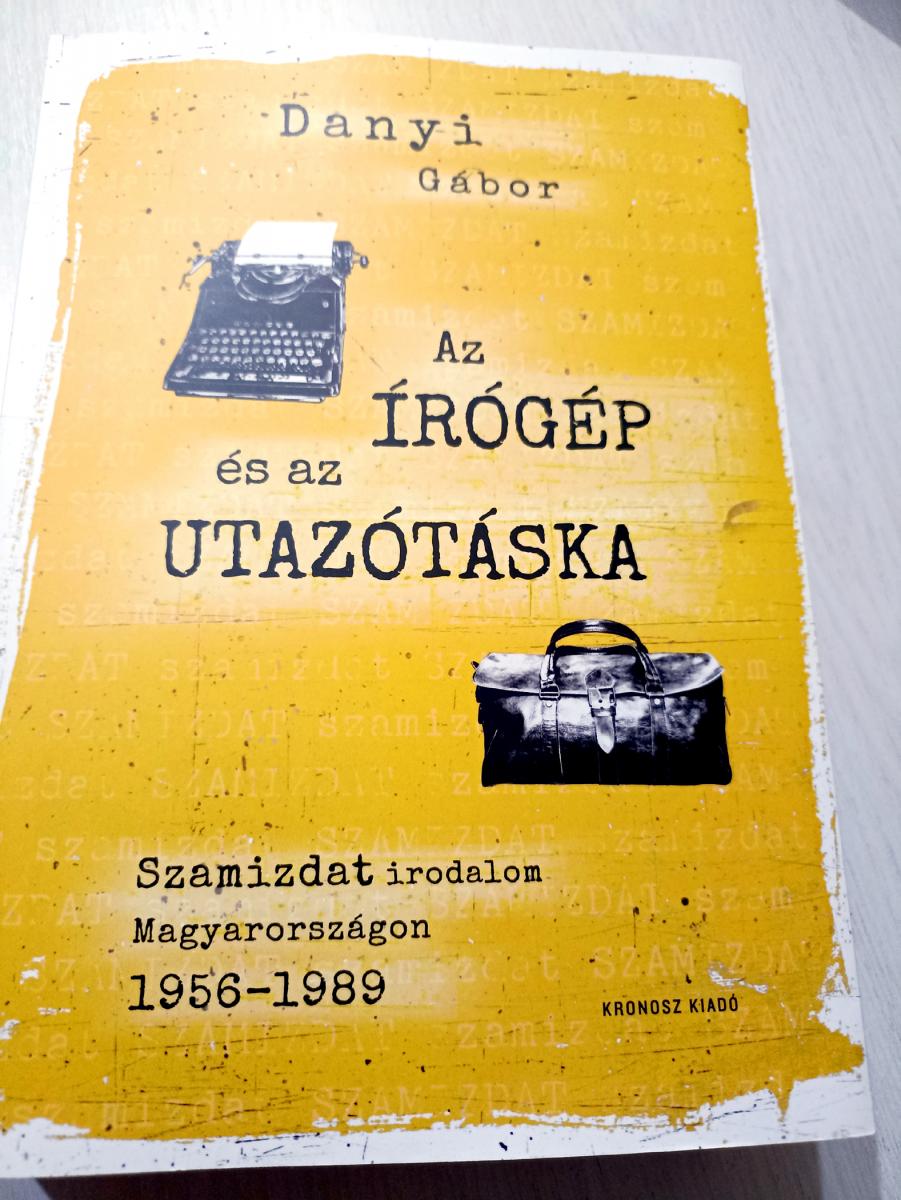 Danyi
Gábor
Az
ÍRÓGÉP
és az
UTAZÓTÁSKA
Szamizdat irodalom
Magyarországon
1956–1989
KRONOSZ KIADÓ